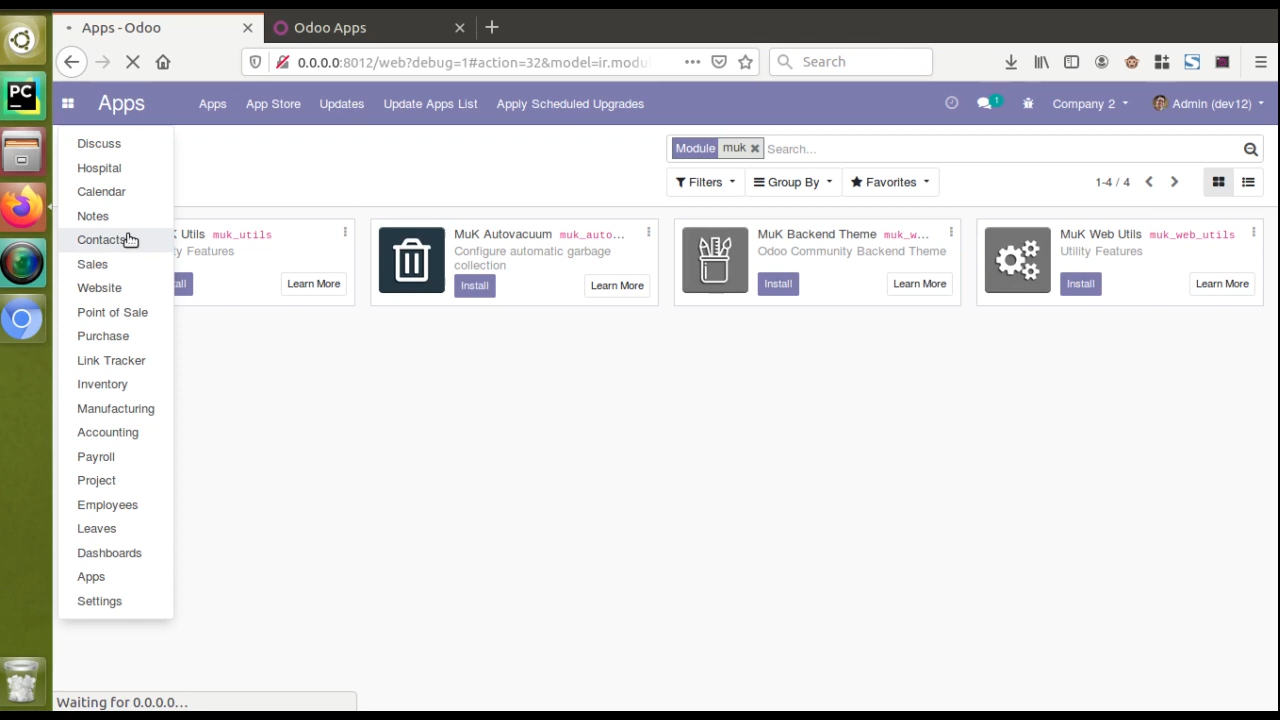 Apps - Odoo
Odoo Apps
0.0.0.0:8012/web?debug=1#action=32&model=ir.modu
Search
Apps
Apps
App Store
Updates
Update Apps List
Apply Scheduled Upgrades
1
Company 2
Admin (dev12)
Module muk
Search...
Filters
Group By
Favorites
1-4 / 4
Discuss
Hospital
Calendar
Notes
Contacts
Sales
Website
Point of Sale
Purchase
Link Tracker
Inventory
Manufacturing
Accounting
Payroll
Project
Employees
Leaves
Dashboards
Apps
Settings
K Utils muk_utils
ty Features
all
Learn More
MuK Autovacuum muk_auto...
Configure automatic garbage
collection
Install
Learn More
MuK Backend Theme muk_w...
Odoo Community Backend Theme
Install
Learn More
MuK Web Utils muk_web_utils
Utility Features
Install
Learn More
PC
Waiting for 0.0.0.0...